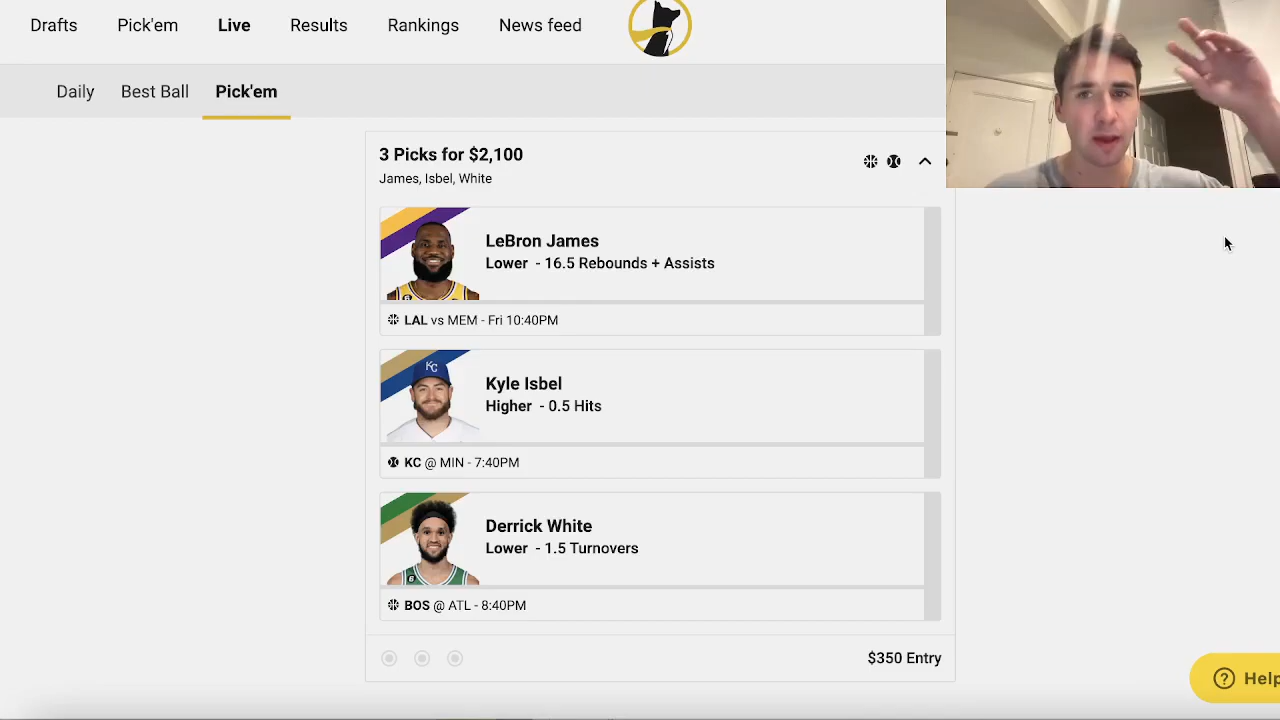 Drafts Pick'em Live Results Rankings News feed
Daily Best Ball Pick'em
3 Picks for $2,100
James, Isbel, White
LeBron James
Lower - 16.5 Rebounds + Assists
LAL vs MEM - Fri 10:40PM
KC
Kyle Isbel
Higher - 0.5 Hits
KC @ MIN - 7:40PM
Derrick White
Lower - 1.5 Turnovers
BOS @ ATL - 8:40PM
$350 Entry
? Help